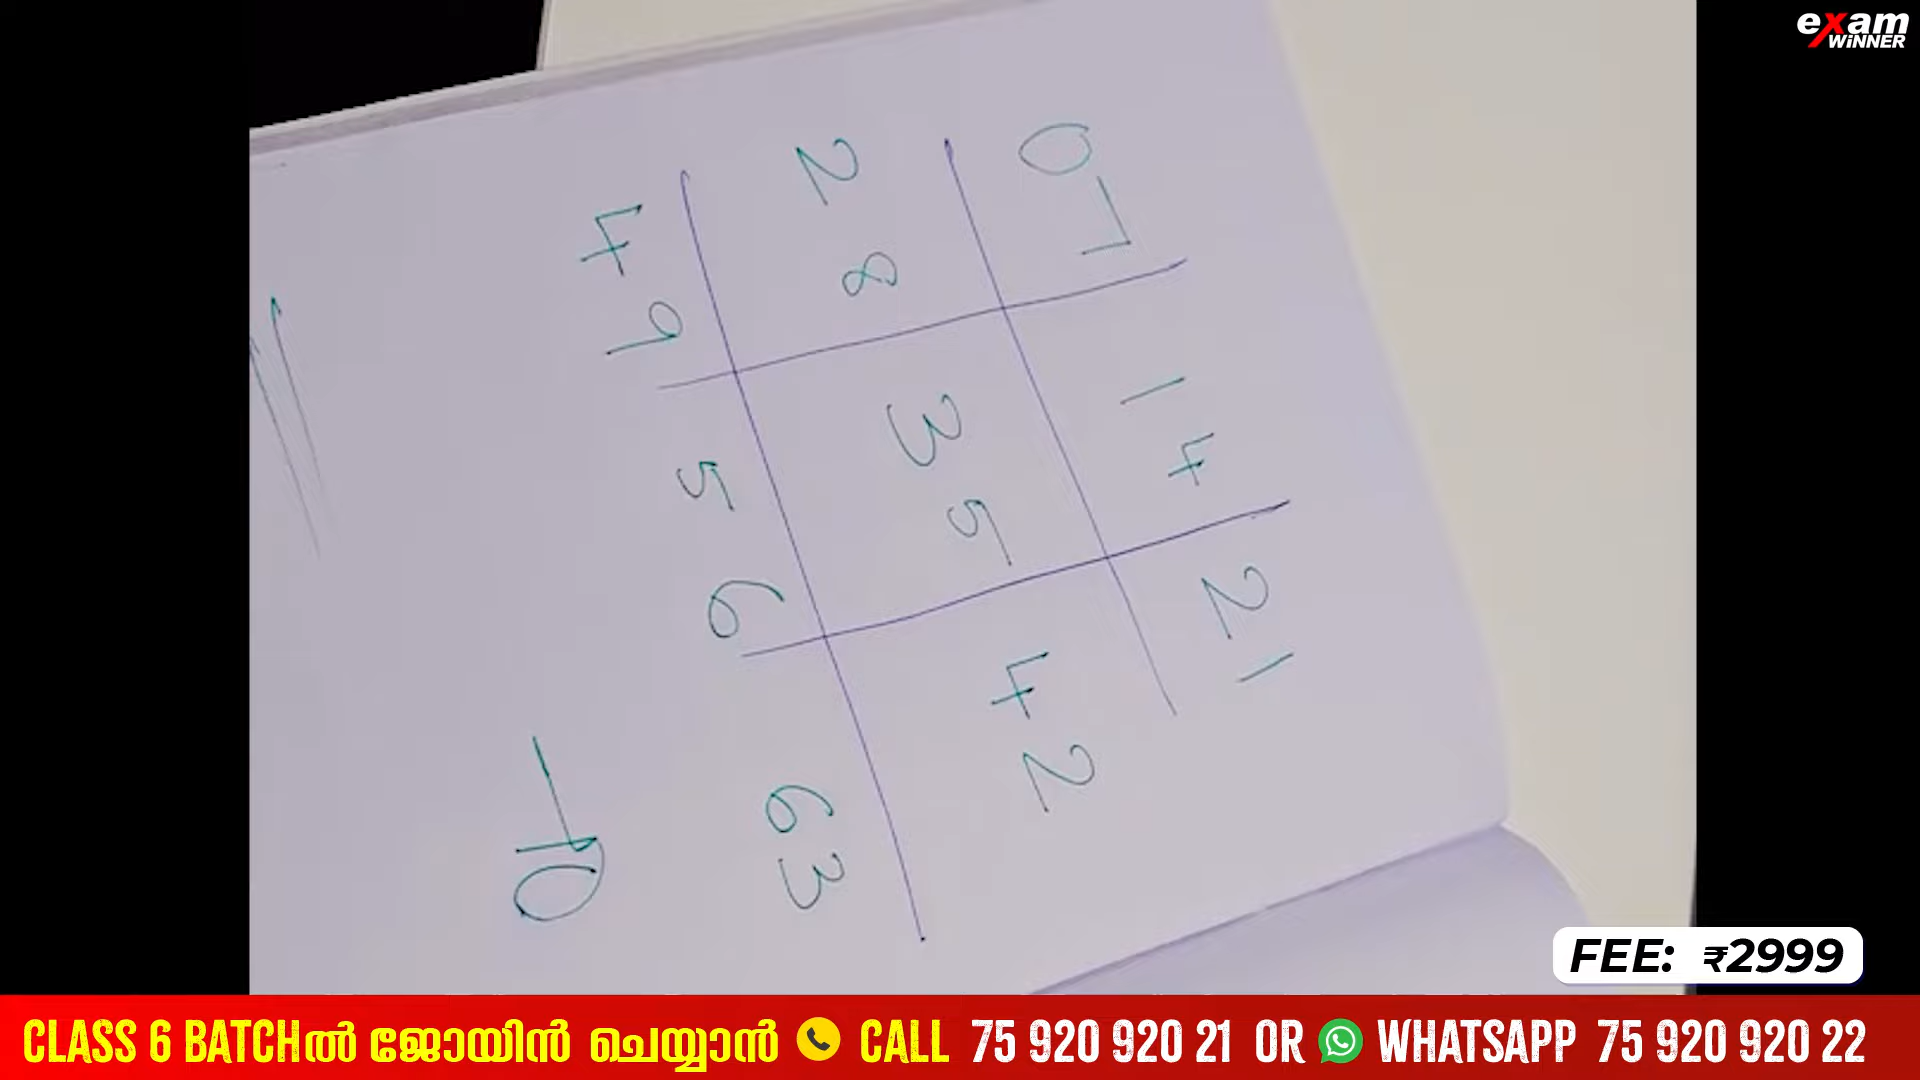 exam
WiNNER
07 14 21
28 35 42
49 56 63
70
FEE: ₹2999
CLASS 6 BATCHൽ ജോയിൻ ചെയ്യാൻ CALL 75 920 920 21 OR WHATSAPP 75 920 920 22